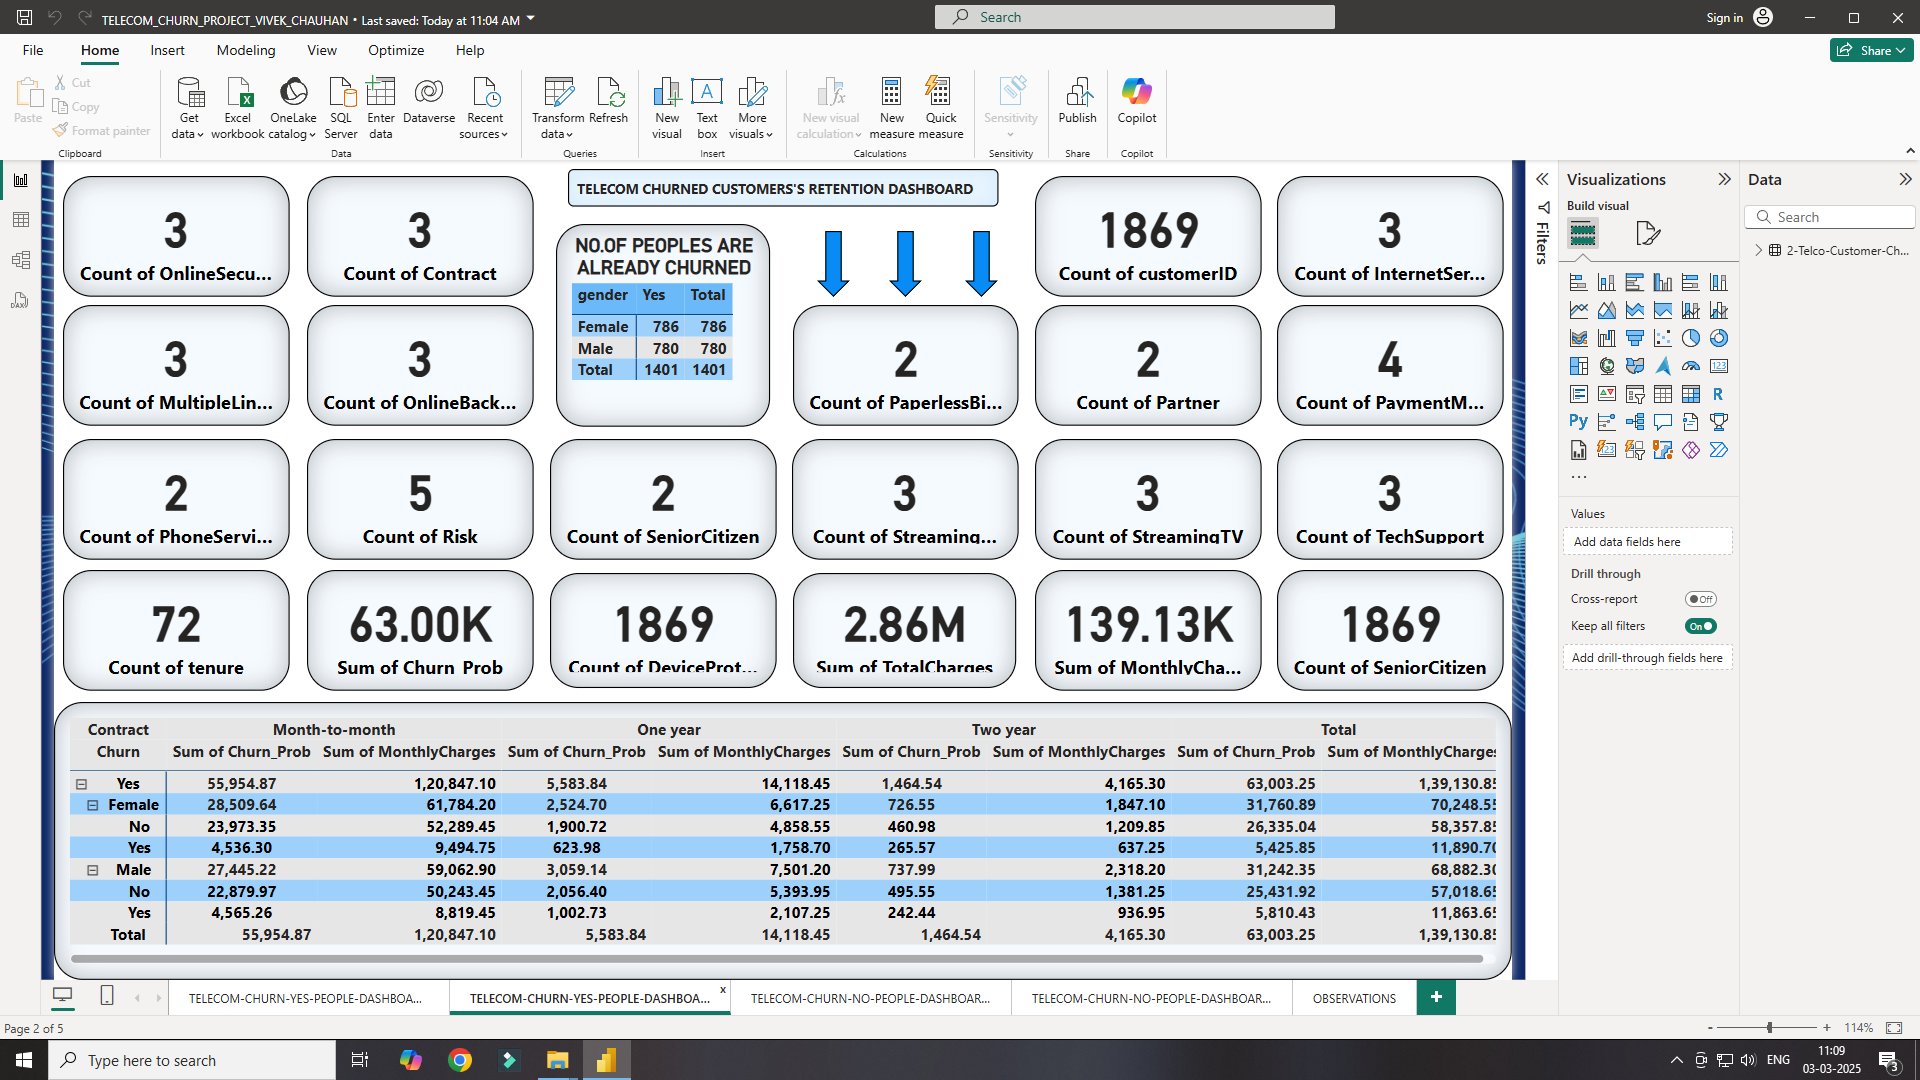 TELECOM_CHURN_PROJECT_VIVEK_CHAUHAN • Last saved: Today at 11:04 AM
Search
Sign in
File Home Insert Modeling View Optimize Help
Share
Paste
Cut
Copy
Format painter
Clipboard
Get data
Excel workbook
OneLake catalog
SQL Server
Enter data
Dataverse
Recent sources
Data
Transform data
Refresh
Queries
New visual
Text box
More visuals
Insert
New visual calculation
New measure
Quick measure
Calculations
Sensitivity
Sensitivity
Publish
Share
Copilot
Copilot
TELECOM CHURNED CUSTOMERS'S RETENTION DASHBOARD
3
Count of OnlineSecu...
3
Count of Contract
NO.OF PEOPLES ARE
ALREADY CHURNED
gender Yes Total
Female 786 786
Male 780 780
Total 1401 1401
1869
Count of customerID
3
Count of InternetSer...
3
Count of MultipleLin...
3
Count of OnlineBack...
2
Count of PaperlessBi...
2
Count of Partner
4
Count of PaymentM...
2
Count of PhoneServi...
5
Count of Risk
2
Count of SeniorCitizen
3
Count of Streaming...
3
Count of StreamingTV
3
Count of TechSupport
72
Count of tenure
63.00K
Sum of Churn_Prob
1869
Count of DeviceProt...
2.86M
Sum of TotalCharges
139.13K
Sum of MonthlyCha...
1869
Count of SeniorCitizen
Contract Month-to-month One year Two year Total
Churn Sum of Churn_Prob Sum of MonthlyCharges Sum of Churn_Prob Sum of MonthlyCharges Sum of Churn_Prob Sum of MonthlyCharges Sum of Churn_Prob Sum of MonthlyCharges
Yes 55,954.87 1,20,847.10 5,583.84 14,118.45 1,464.54 4,165.30 63,003.25 1,39,130.85
Female 28,509.64 61,784.20 2,524.70 6,617.25 726.55 1,847.10 31,760.89 70,248.55
No 23,973.35 52,289.45 1,900.72 4,858.55 460.98 1,209.85 26,335.04 58,357.85
Yes 4,536.30 9,494.75 623.98 1,758.70 265.57 637.25 5,425.85 11,890.70
Male 27,445.22 59,062.90 3,059.14 7,501.20 737.99 2,318.20 31,242.35 68,882.30
No 22,879.97 50,243.45 2,056.40 5,393.95 495.55 1,381.25 25,431.92 57,018.65
Yes 4,565.26 8,819.45 1,002.73 2,107.25 242.44 936.95 5,810.43 11,863.65
Total 55,954.87 1,20,847.10 5,583.84 14,118.45 1,464.54 4,165.30 63,003.25 1,39,130.85
Filters
Visualizations
Build visual
Values
Add data fields here
Drill through
Cross-report Off
Keep all filters On
Add drill-through fields here
Data
Search
2-Telco-Customer-Ch...
TELECOM-CHURN-YES-PEOPLE-DASHBOA... TELECOM-CHURN-YES-PEOPLE-DASHBOA... x TELECOM-CHURN-NO-PEOPLE-DASHBOAR... TELECOM-CHURN-NO-PEOPLE-DASHBOAR... OBSERVATIONS +
Page 2 of 5
- + 114%
Type here to search
ENG
11:09
03-03-2025
3